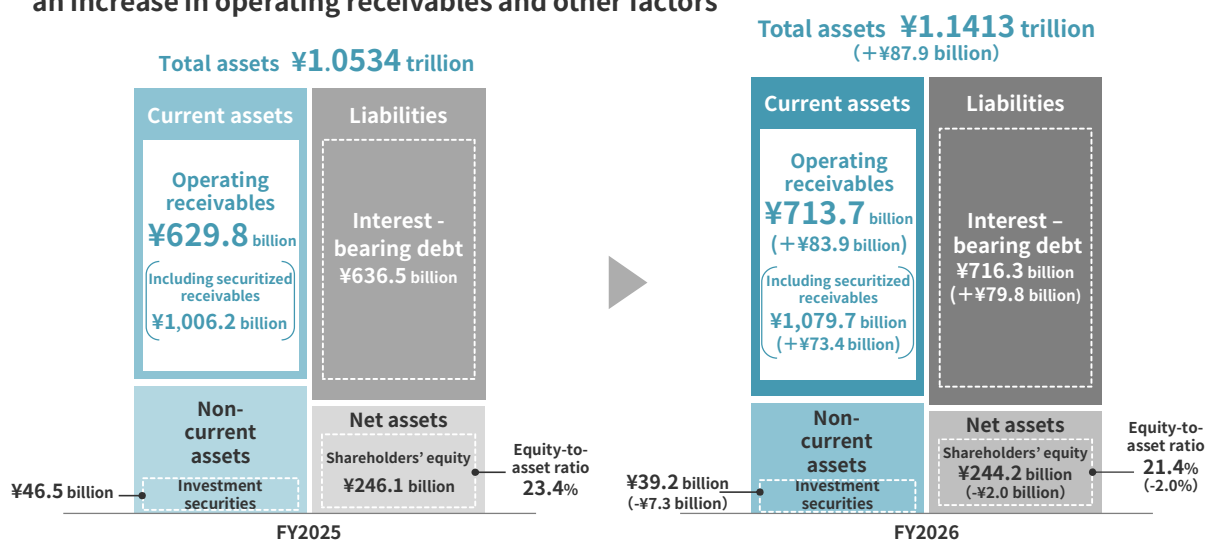 an increase in operating receivables and other factors
Total assets ¥1.0534 trillion
Current assets
Operating
receivables
¥629.8 billion
Including securitized
receivables
¥1,006.2 billion
Liabilities
Interest -
bearing debt
¥636.5 billion
Non-
current
assets
Investment
securities
¥46.5 billion
Net assets
Shareholders' equity
¥246.1 billion
Equity-to-
asset ratio
23.4%
FY2025
Total assets ¥1.1413 trillion
(+¥87.9 billion)
Current assets
Operating
receivables
¥713.7 billion
(+¥83.9 billion)
Including securitized
receivables
¥1,079.7 billion
(+¥73.4 billion)
Liabilities
Interest –
bearing debt
¥716.3 billion
(+¥79.8 billion)
Non-
current
assets
Investment
securities
¥39.2 billion
(-¥7.3 billion)
Net assets
Shareholders' equity
¥244.2 billion
(-¥2.0 billion)
Equity-to-
asset ratio
21.4%
(-2.0%)
FY2026